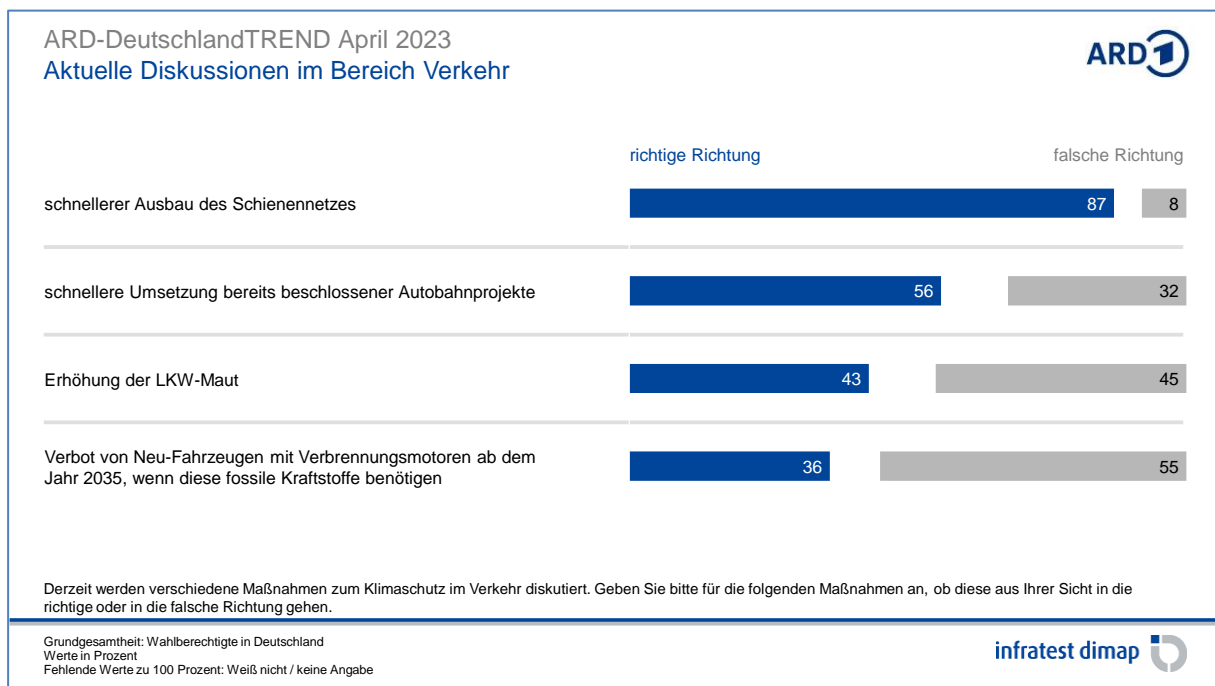 ARD-DeutschlandTREND April 2023
Aktuelle Diskussionen im Bereich Verkehr
ARD 1
richtige Richtung falsche Richtung
schnellerer Ausbau des Schienennetzes 87 8
schnellere Umsetzung bereits beschlossener Autobahnprojekte 56 32
Erhöhung der LKW-Maut 43 45
Verbot von Neu-Fahrzeugen mit Verbrennungsmotoren ab dem
Jahr 2035, wenn diese fossile Kraftstoffe benötigen 36 55
Derzeit werden verschiedene Maßnahmen zum Klimaschutz im Verkehr diskutiert. Geben Sie bitte für die folgenden Maßnahmen an, ob diese aus Ihrer Sicht in die
richtige oder in die falsche Richtung gehen.
Grundgesamtheit: Wahlberechtigte in Deutschland
Werte in Prozent
Fehlende Werte zu 100 Prozent: Weiß nicht / keine Angabe
infratest dimap